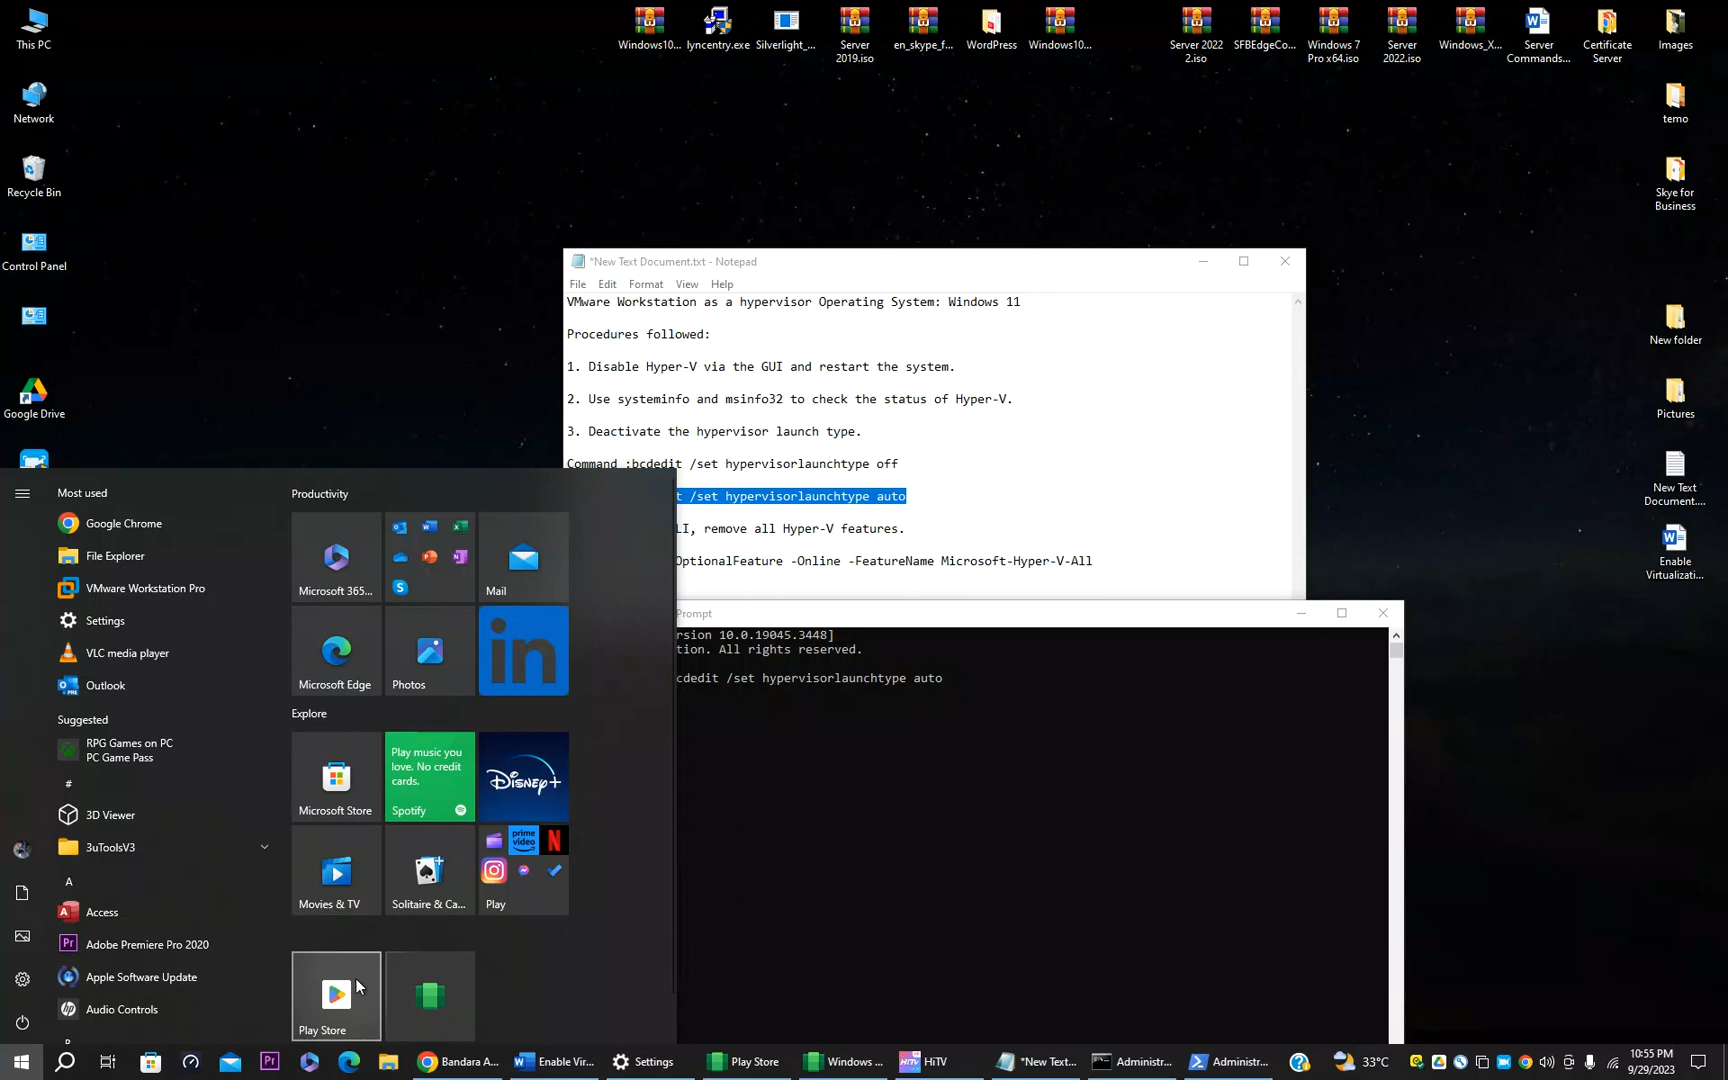 This PC
Network
Recycle Bin
Control Panel
Google Drive
Windows10...
lyncentry.exe
Silverlight_...
Server
2019.iso
en_skype_f...
WordPress
Windows10...
Server 2022
2.iso
SFBEdgeCo...
Windows 7
Pro x64.iso
Server
2022.iso
Windows_X...
Server
Commands...
Certificate
Server
Images
temo
Skye for
Business
New folder
Pictures
New Text
Document....
Enable
Virtualizati...
*New Text Document.txt - Notepad
File Edit Format View Help
VMware Workstation as a hypervisor Operating System: Windows 11
Procedures followed:
1. Disable Hyper-V via the GUI and restart the system.
2. Use systeminfo and msinfo32 to check the status of Hyper-V.
3. Deactivate the hypervisor launch type.
Command :bcdedit /set hypervisorlaunchtype off
t /set hypervisorlaunchtype auto
LI, remove all Hyper-V features.
OptionalFeature -Online -FeatureName Microsoft-Hyper-V-All
Prompt
rsion 10.0.19045.3448]
tion. All rights reserved.
cdedit /set hypervisorlaunchtype auto
Most used
Google Chrome
File Explorer
VMware Workstation Pro
Settings
VLC media player
Outlook
Suggested
RPG Games on PC
PC Game Pass
#
3D Viewer
3uToolsV3
A
Access
Adobe Premiere Pro 2020
Apple Software Update
Audio Controls
Productivity
Microsoft 365...
Mail
Microsoft Edge
Photos
in
Explore
Microsoft Store
Play music you
love. No credit
cards.
Spotify
Disney+
Movies & TV
Solitaire & Ca...
prime
video
N
Play
Play Store
Bandara A...
Enable Vir...
Settings
Play Store
Windows ...
HiTV
HiTV
*New Text...
Administr...
Administr...
33°C
10:55 PM
9/29/2023